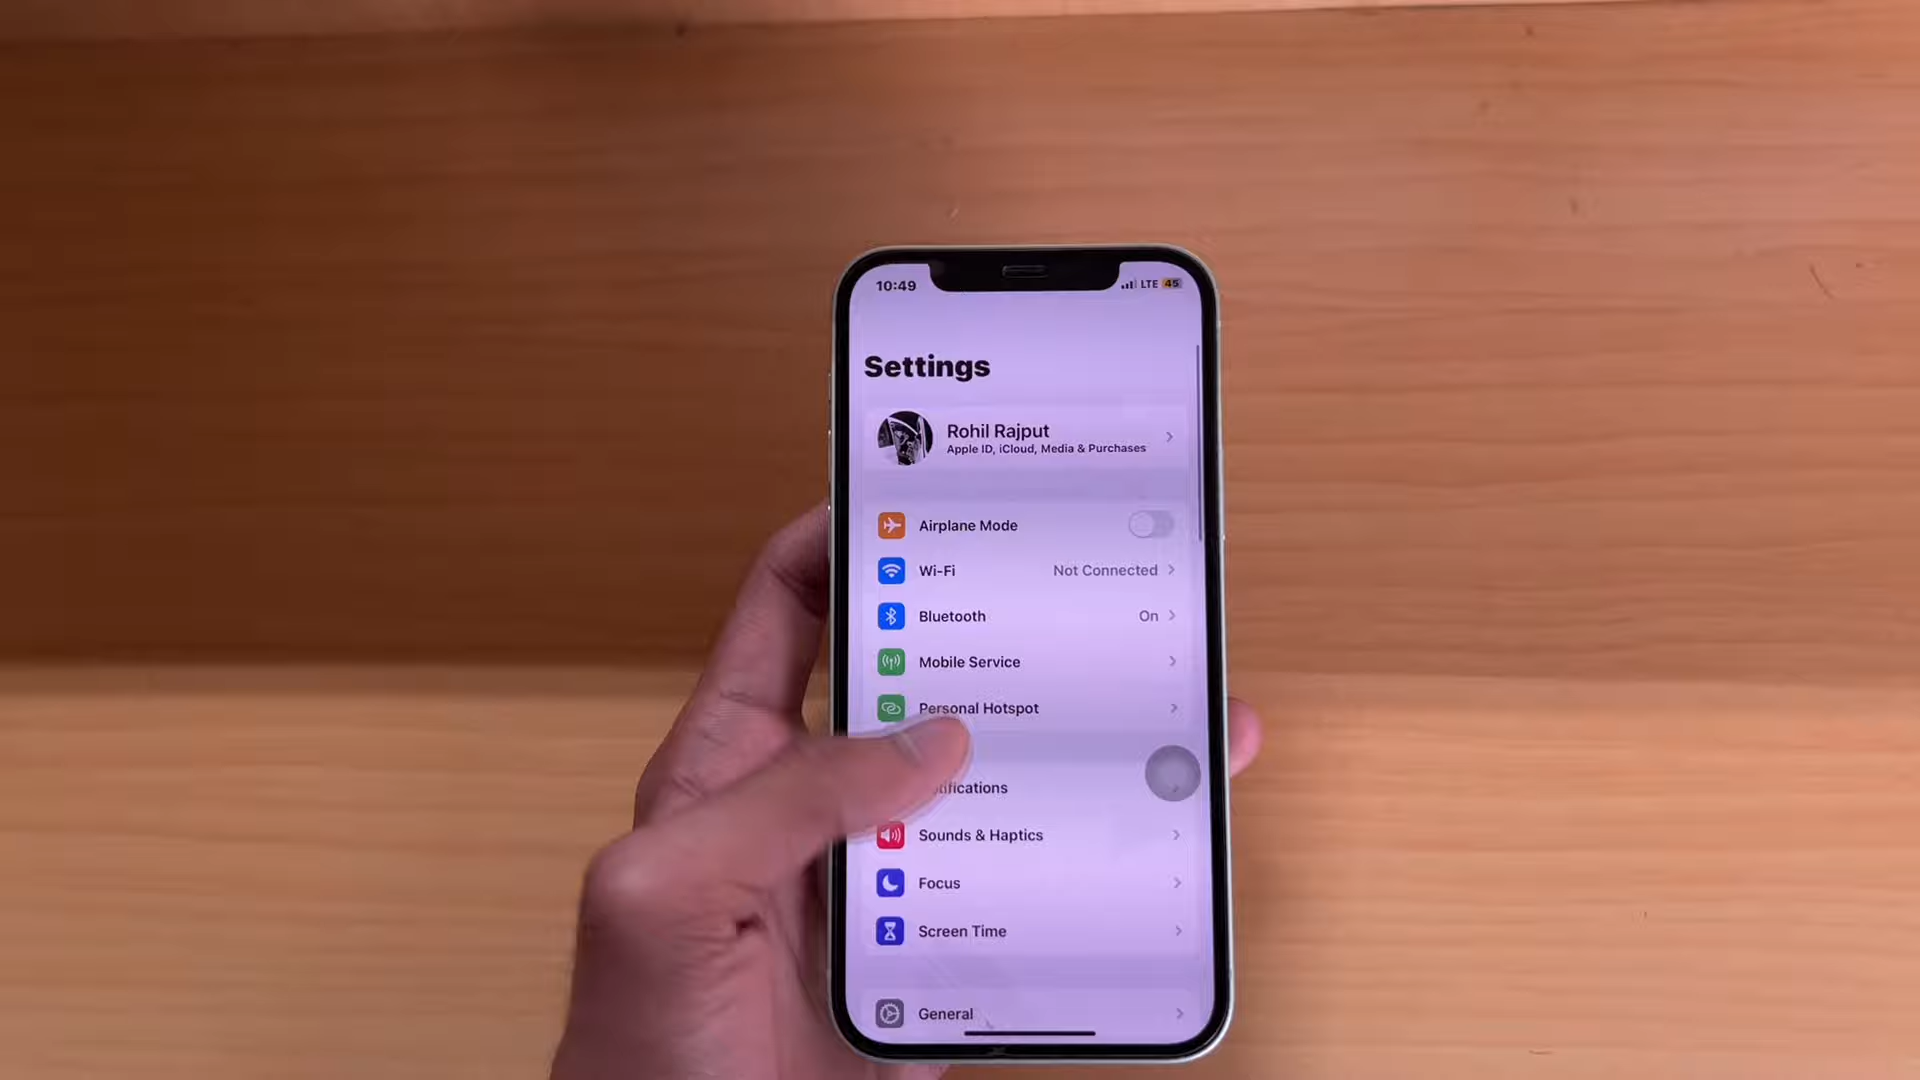 10:49 LTE 45
Settings
Rohil Rajput
Apple ID, iCloud, Media & Purchases
Airplane Mode
Wi-Fi Not Connected
Bluetooth On
Mobile Service
Personal Hotspot
Notifications
Sounds & Haptics
Focus
Screen Time
General